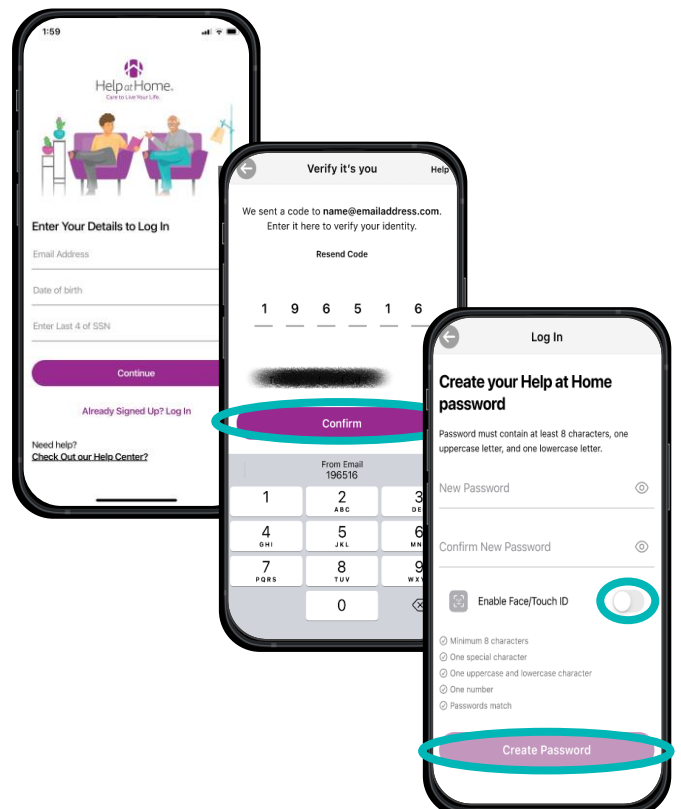 1:59
Help at Home.
Care to Live Your Life.
Enter Your Details to Log In
Email Address
Date of birth
Enter Last 4 of SSN
Continue
Already Signed Up? Log In
Need help?
Check Out our Help Center?
Verify it's you
Help
We sent a code to name@emailaddress.com.
Enter it here to verify your identity.
Resend Code
1 9 6 5 1 6
Confirm
From Email
196516
1
2
ABC
3
DE
4
GHI
5
JKL
6
MN
7
PQRS
8
TUV
9
WX
0
Log In
Create your Help at Home
password
Password must contain at least 8 characters, one
uppercase letter, and one lowercase letter.
New Password
Confirm New Password
Enable Face/Touch ID
Minimum 8 characters
One special character
One uppercase and lowercase character
One number
Passwords match
Create Password